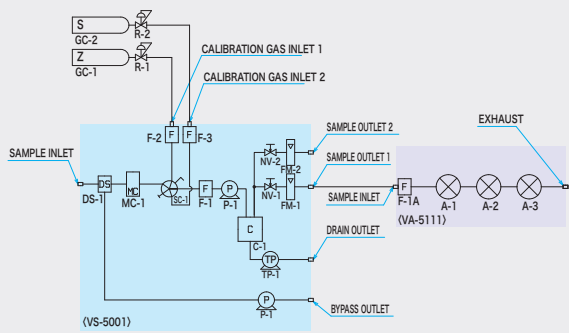 S
GC-2
R-2
Z
GC-1
R-1
CALIBRATION GAS INLET 1
CALIBRATION GAS INLET 2
F-2
F
F
F-3
SAMPLE OUTLET 2
EXHAUST
NV-2
FM-2
SAMPLE INLET
SAMPLE OUTLET 1
DS
MC
DS-1
MC-1
SC-1
F
F-1
P
P-1
NV-1
FM-1
SAMPLE INLET
F
F-1A
A-1
A-2
A-3
⟨VA-5111⟩
C
C-1
DRAIN OUTLET
TP
TP-1
P
P-1
BYPASS OUTLET
⟨VS-5001⟩